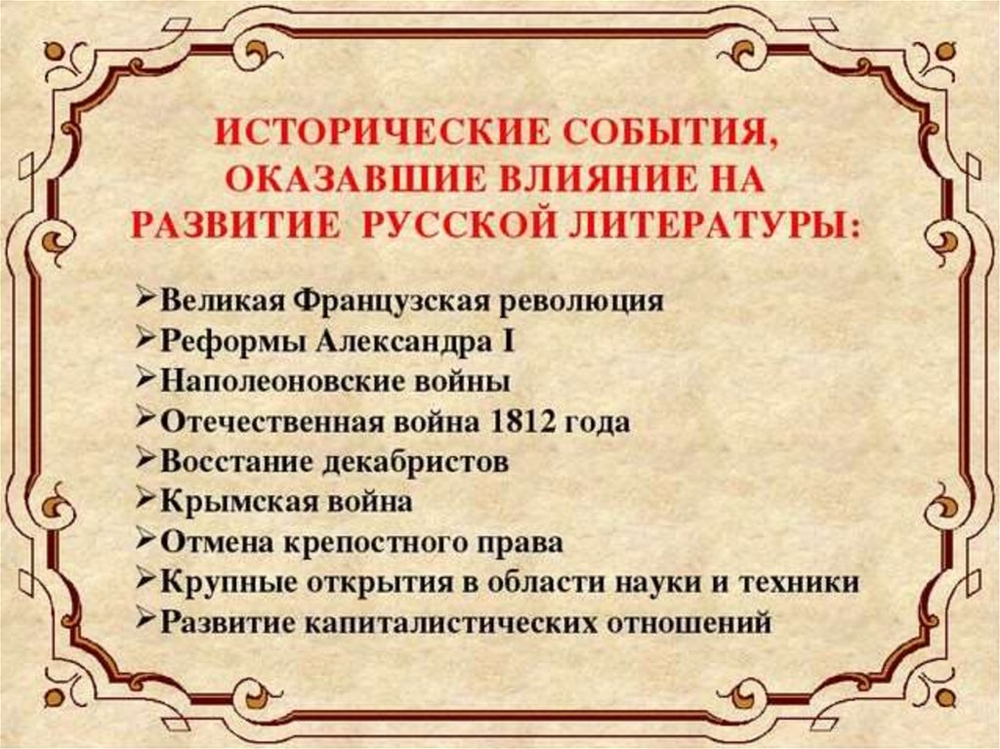 ИСТОРИЧЕСКИЕ СОБЫТИЯ,
ОКАЗАВШИЕ ВЛИЯНИЕ НА
РАЗВИТИЕ РУССКОЙ ЛИТЕРАТУРЫ:
➢Великая Французская революция
➢Реформы Александра I
➢Наполеоновские войны
➢Отечественная война 1812 года
➢Восстание декабристов
➢Крымская война
➢Отмена крепостного права
➢Крупные открытия в области науки и техники
➢Развитие капиталистических отношений